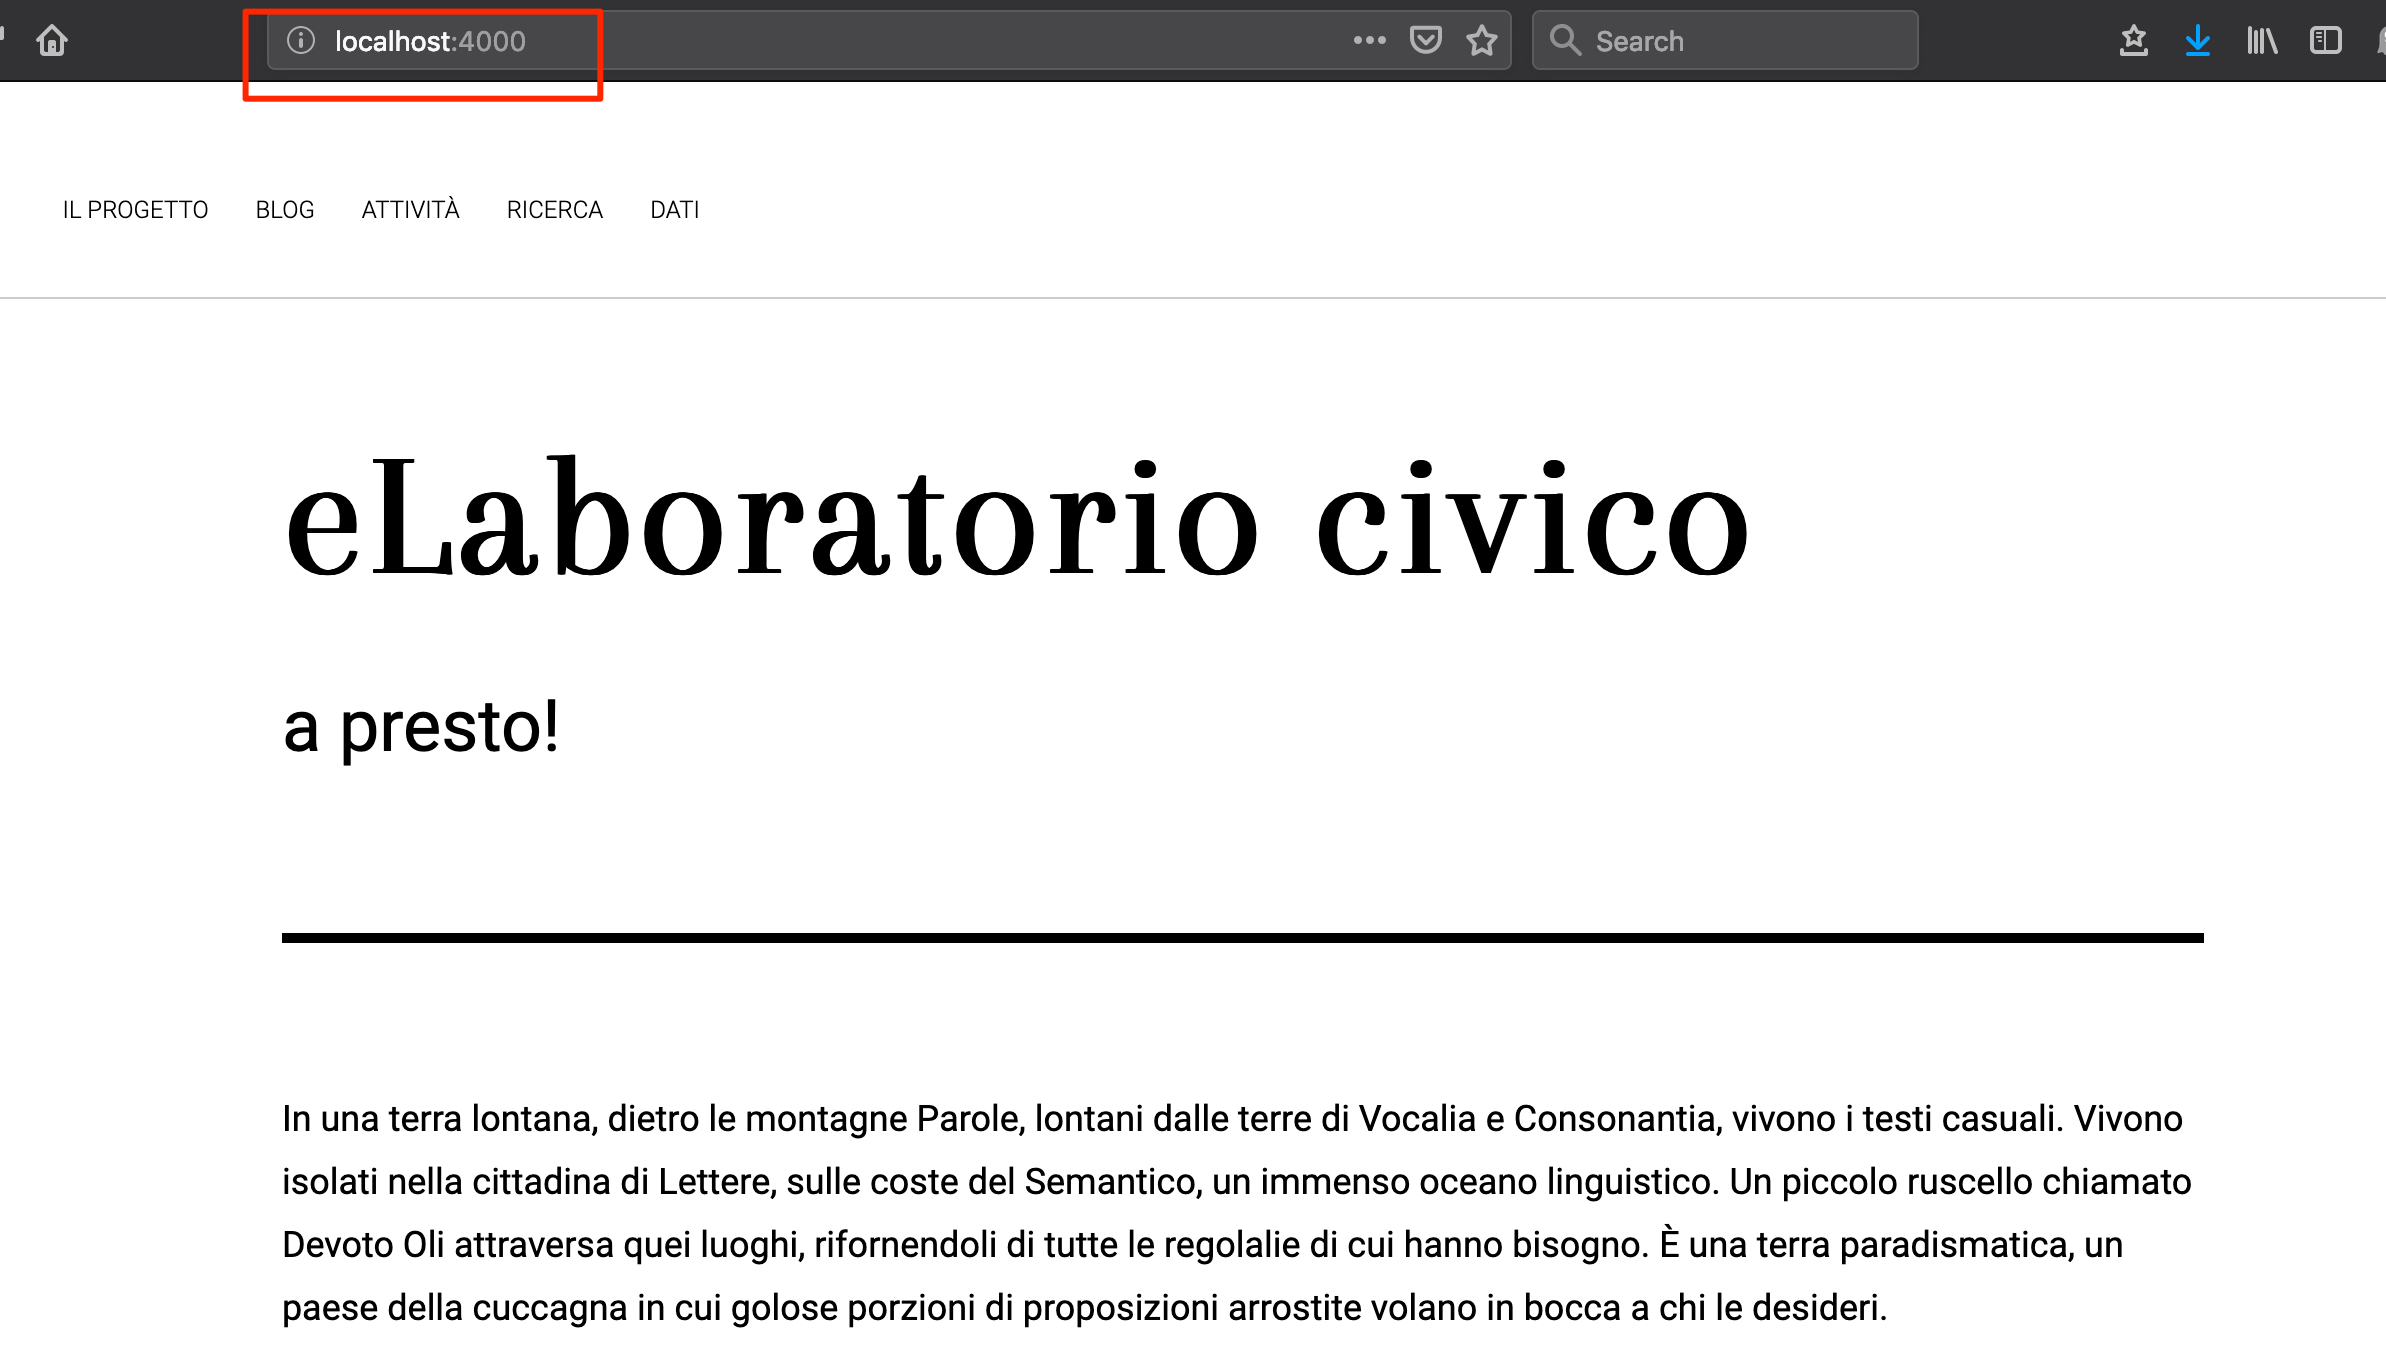 localhost:4000
Search
IL PROGETTO BLOG ATTIVITÀ RICERCA DATI
eLaboratorio civico
a presto!
In una terra lontana, dietro le montagne Parole, lontani dalle terre di Vocalia e Consonantia, vivono i testi casuali. Vivono
isolati nella cittadina di Lettere, sulle coste del Semantico, un immenso oceano linguistico. Un piccolo ruscello chiamato
Devoto Oli attraversa quei luoghi, rifornendoli di tutte le regolalie di cui hanno bisogno. È una terra paradismatica, un
paese della cuccagna in cui golose porzioni di proposizioni arrostite volano in bocca a chi le desideri.